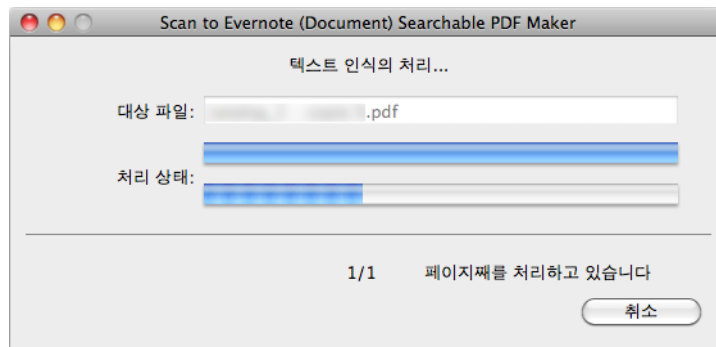 Scan to Evernote (Document) Searchable PDF Maker
텍스트 인식의 처리...
대상 파일: .pdf
처리 상태:
1/1 페이지째를 처리하고 있습니다
취소